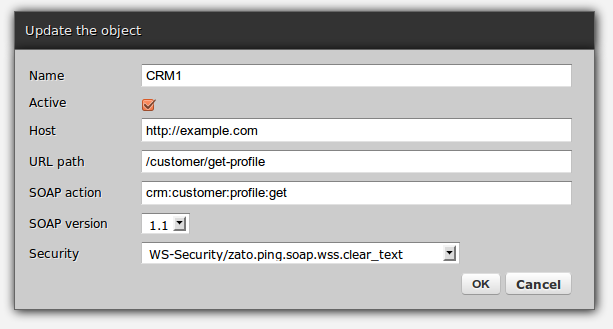 Update the object
Name CRM1
Active
Host http://example.com
URL path /customer/get-profile
SOAP action crm:customer:profile:get
SOAP version 1.1
Security WS-Security/zato.ping.soap.wss.clear_text
OK Cancel